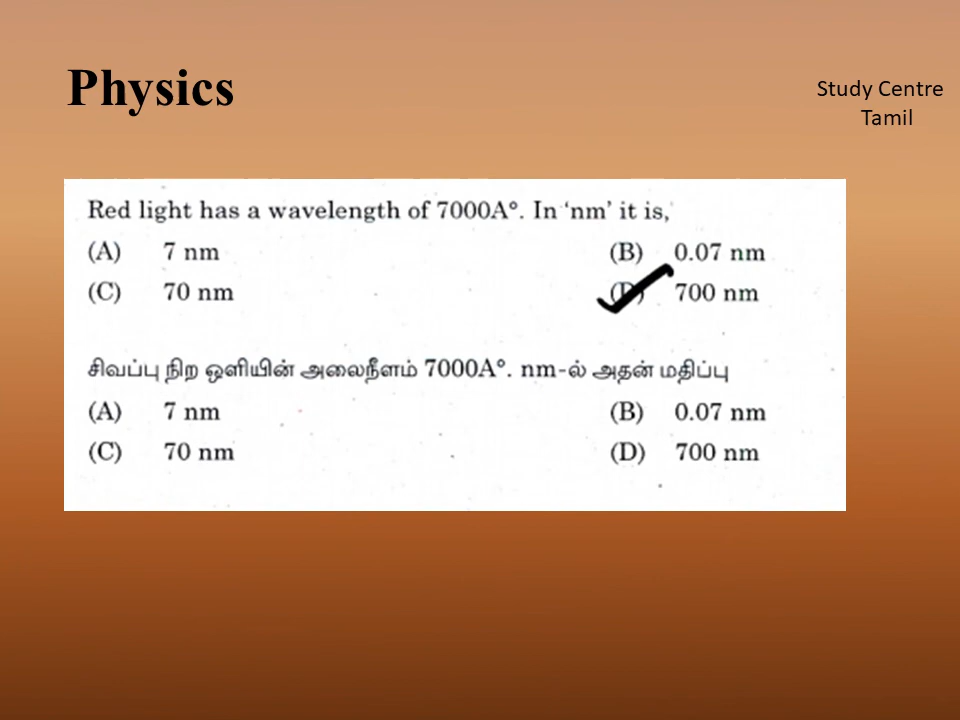 Physics
Study Centre
Tamil
Red light has a wavelength of 7000A°. In ‘nm’ it is,
(A) 7 nm (B) 0.07 nm
(C) 70 nm (D) 700 nm
சிவப்பு நிற ஒளியின் அலைநீளம் 7000A°. nm-ல் அதன் மதிப்பு
(A) 7 nm (B) 0.07 nm
(C) 70 nm (D) 700 nm